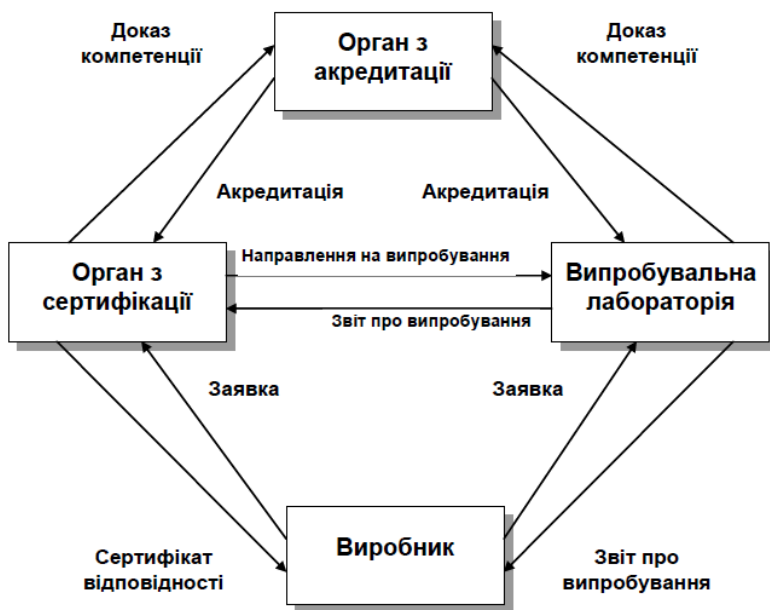 Доказ
компетенції
Орган з
акредитації
Доказ
компетенції
Акредитація
Акредитація
Орган з
сертифікації
Направлення на випробування
Звіт про випробування
Випробувальна
лабораторія
Заявка
Заявка
Сертифікат
відповідності
Виробник
Звіт про
випробування